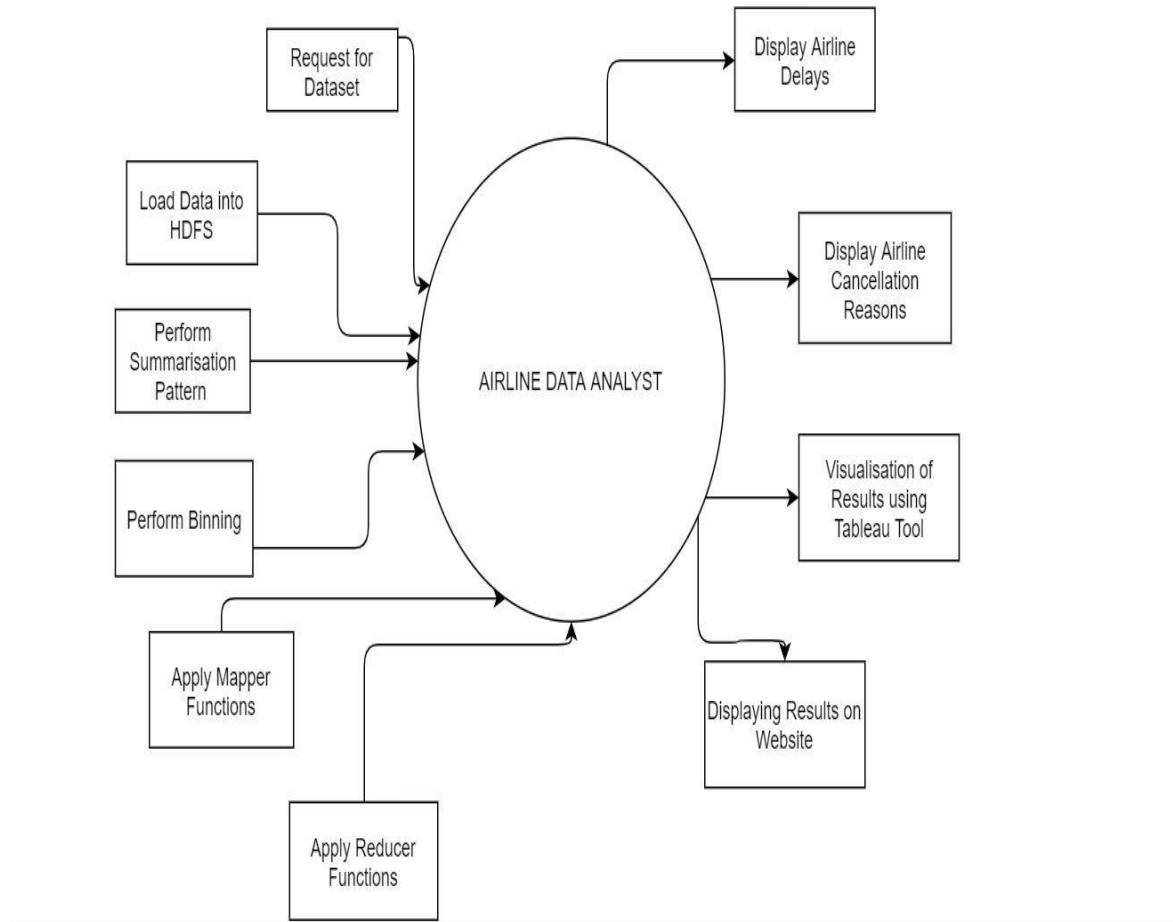 Request for
Dataset
Display Airline
Delays
Load Data into
HDFS
Display Airline
Cancellation
Reasons
Perform
Summarisation
Pattern
AIRLINE DATA ANALYST
Perform Binning
Visualisation of
Results using
Tableau Tool
Apply Mapper
Functions
Displaying Results on
Website
Apply Reducer
Functions